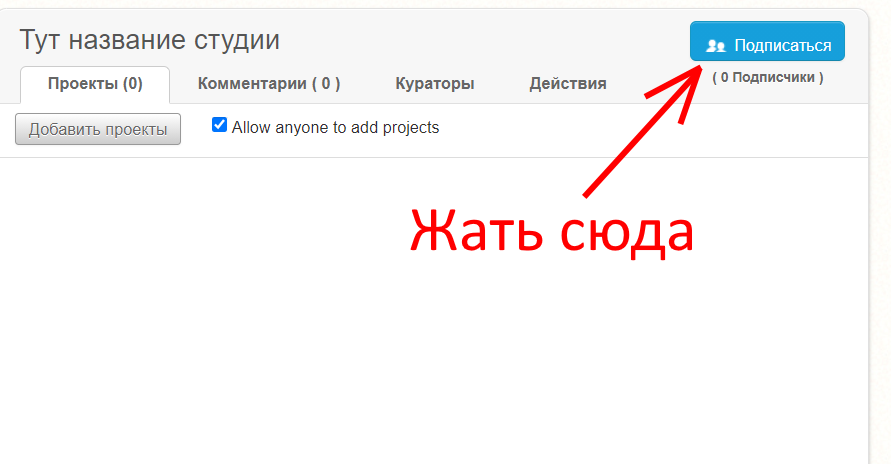 Тут название студии
Подписаться
Проекты (0)
Комментарии ( 0 )
Кураторы
Действия
( 0 Подписчики )
Добавить проекты
Allow anyone to add projects
Жать сюда